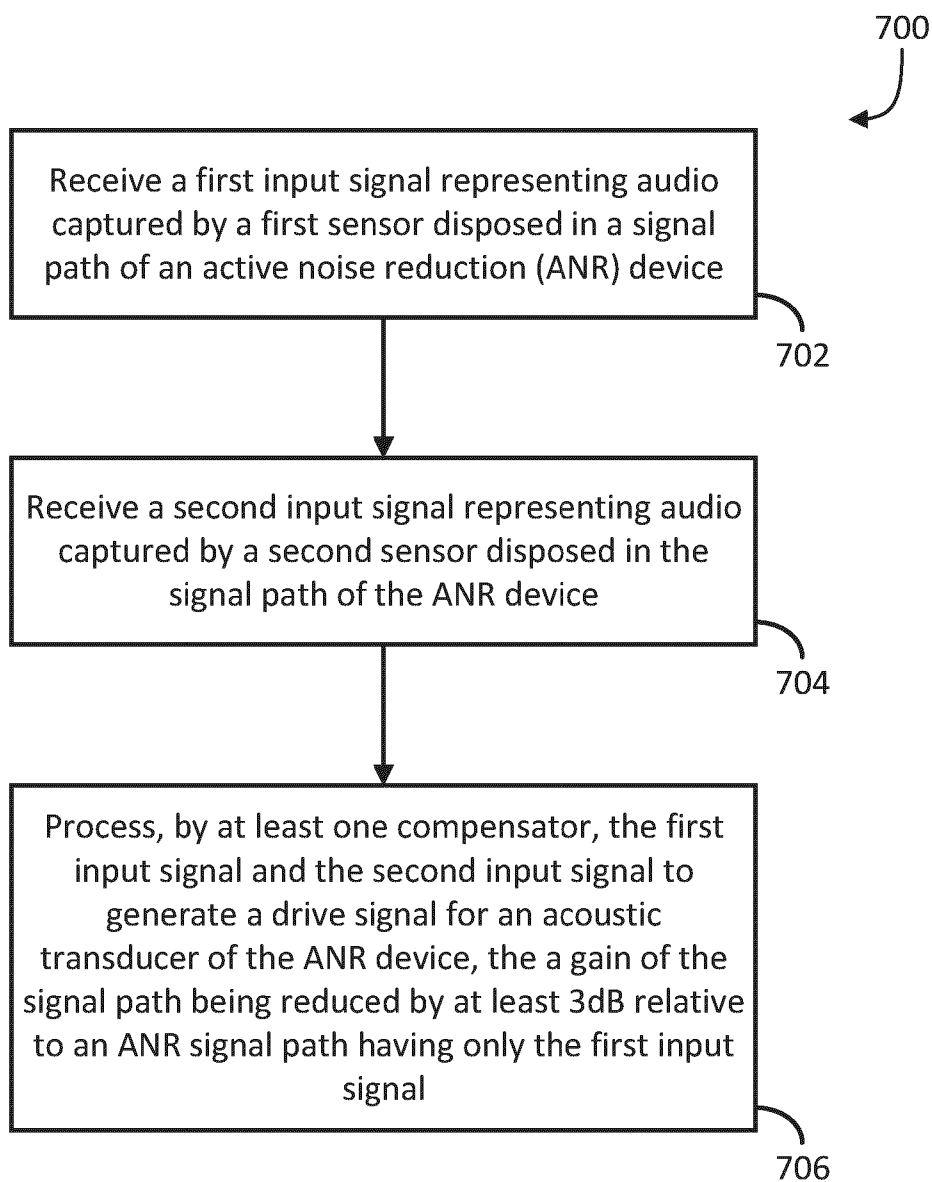 700
Receive a first input signal representing audio
captured by a first sensor disposed in a signal
path of an active noise reduction (ANR) device
702
Receive a second input signal representing audio
captured by a second sensor disposed in the
signal path of the ANR device
704
Process, by at least one compensator, the first
input signal and the second input signal to
generate a drive signal for an acoustic
transducer of the ANR device, the a gain of the
signal path being reduced by at least 3dB relative
to an ANR signal path having only the first input
signal
706